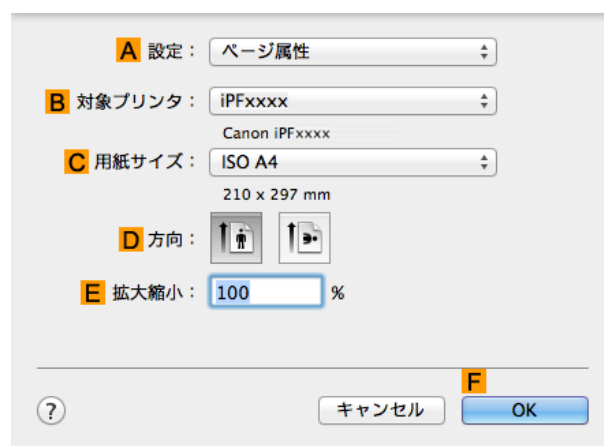 A 設定： ページ属性
B 対象プリンタ： iPFxxxx
Canon iPFxxxx
C 用紙サイズ： ISO A4
210 x 297 mm
D 方向：
E 拡大縮小： 100 %
F
? キャンセル OK